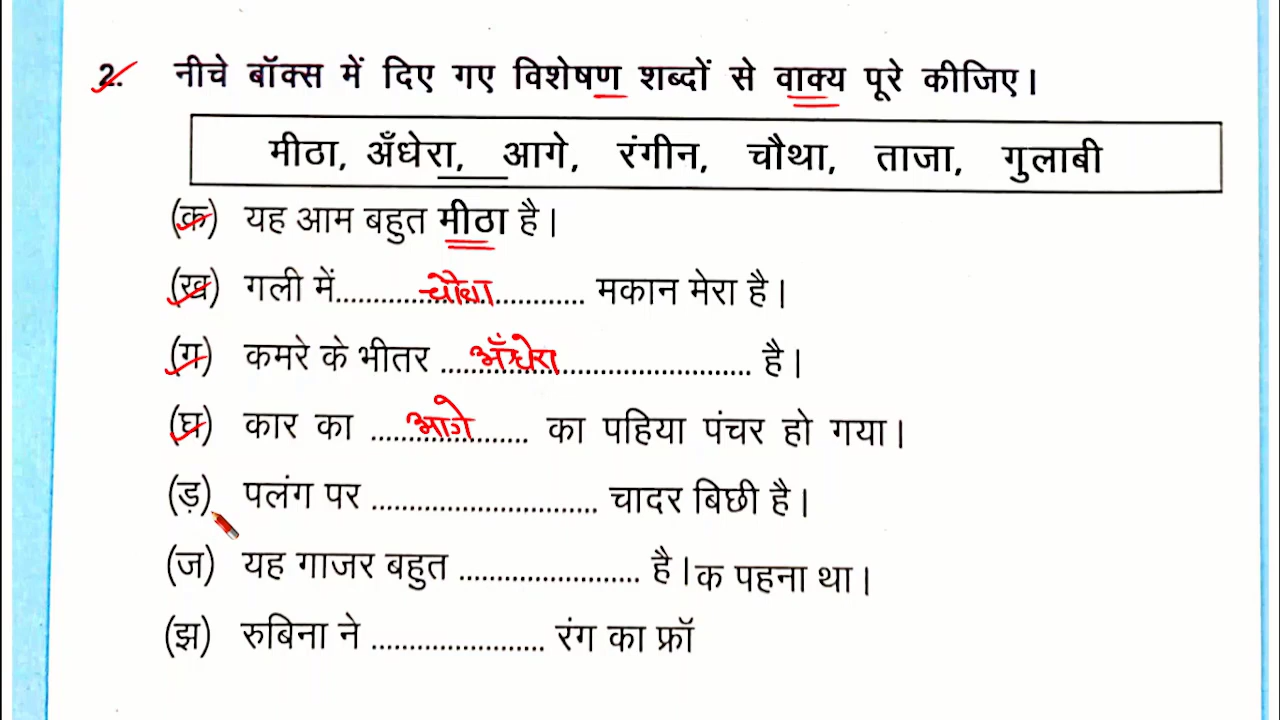 2. नीचे बॉक्स में दिए गए विशेषण शब्दों से वाक्य पूरे कीजिए।
मीठा, अँधेरा, आगे, रंगीन, चौथा, ताजा, गुलाबी
(क) यह आम बहुत मीठा है।
(ख) गली में.......... चौथा .......... मकान मेरा है।
(ग) कमरे के भीतर .......... अँधेरा .......... है।
(घ) कार का .......... आगे .......... का पहिया पंचर हो गया।
(ड़) पलंग पर .............................. चादर बिछी है।
(ज) यह गाजर बहुत ........................ है। क पहना था।
(झ) रुबिना ने ....................... रंग का फ्रॉ